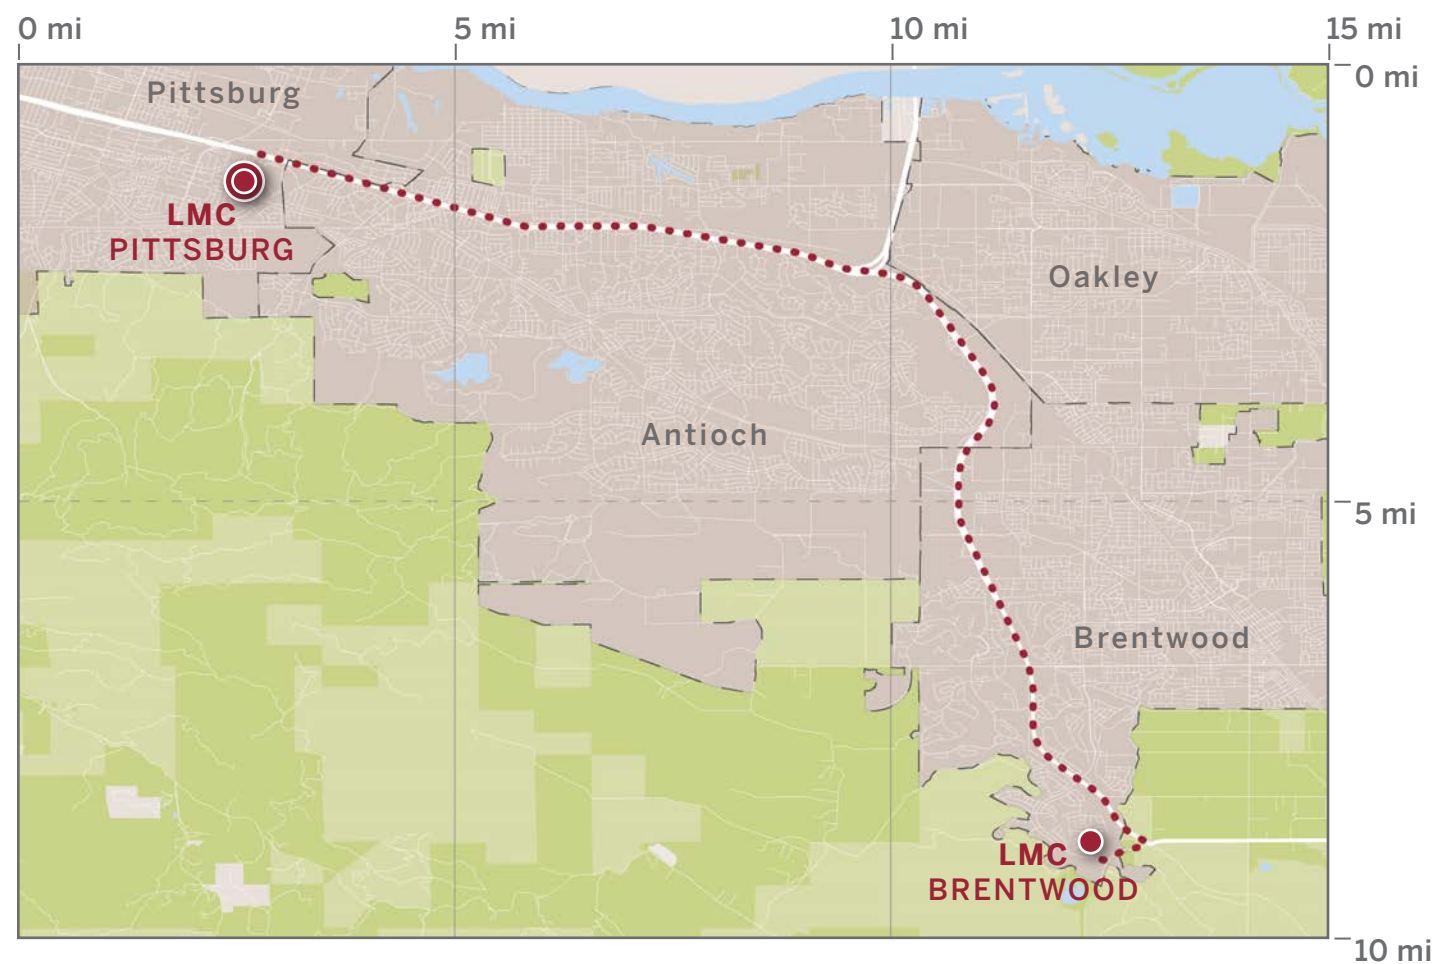 0 mi
5 mi
10 mi
15 mi
0 mi
Pittsburg
LMC
PITTSBURG
Oakley
Antioch
5 mi
Brentwood
LMC
BRENTWOOD
10 mi